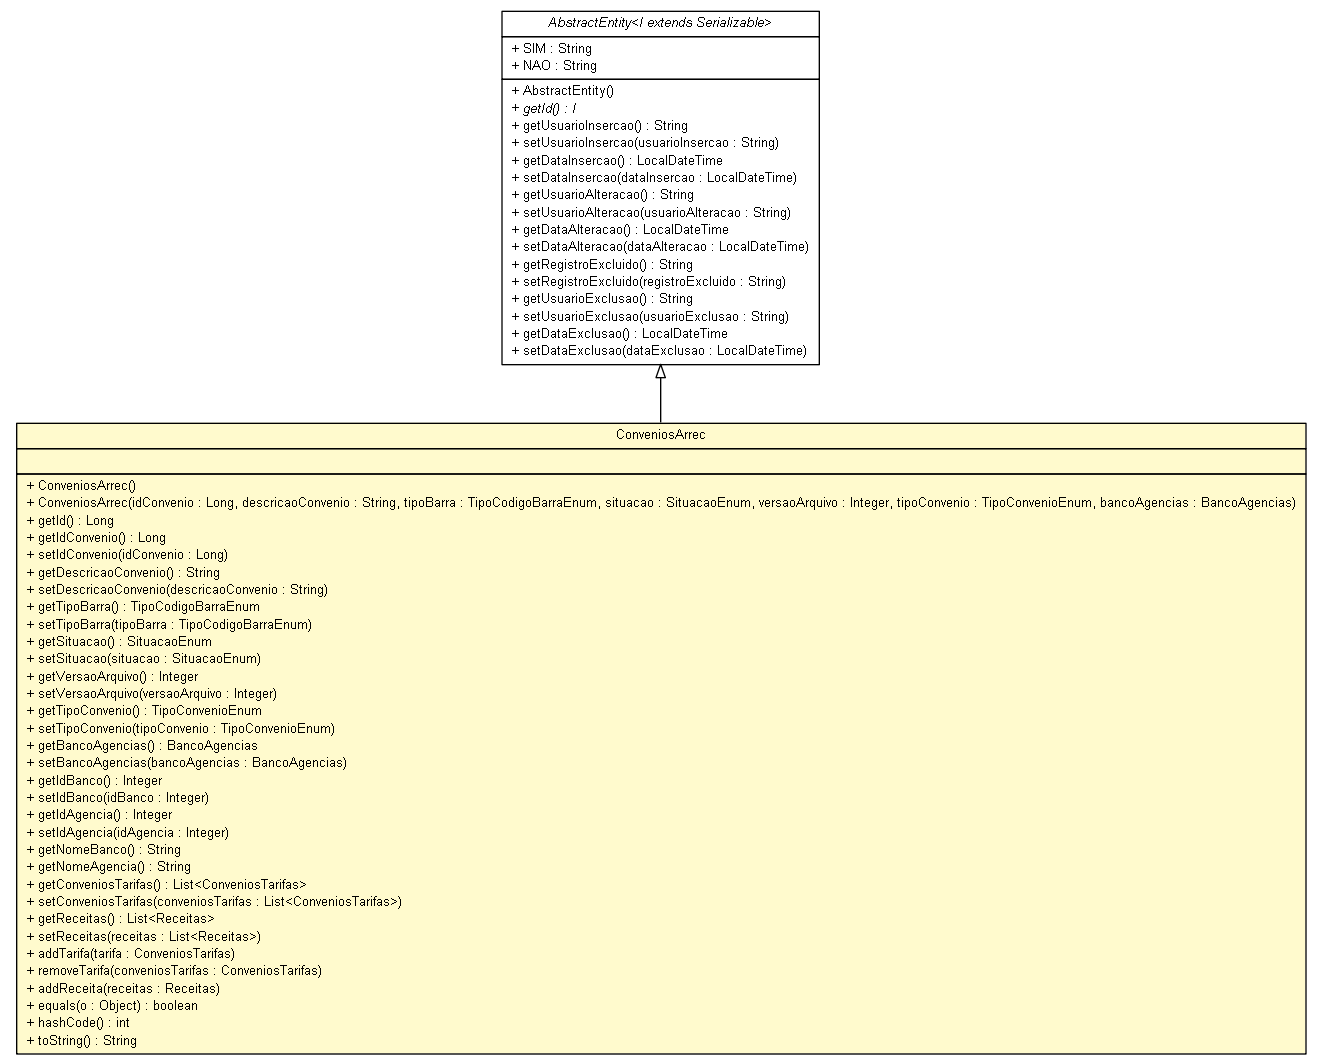 AbstractEntity<I extends Serializable>
+ SIM : String
+ NAO : String
+ AbstractEntity()
+ getId() : I
+ getUsuarioInsercao() : String
+ setUsuarioInsercao(usuarioInsercao : String)
+ getDataInsercao() : LocalDateTime
+ setDataInsercao(dataInsercao : LocalDateTime)
+ getUsuarioAlteracao() : String
+ setUsuarioAlteracao(usuarioAlteracao : String)
+ getDataAlteracao() : LocalDateTime
+ setDataAlteracao(dataAlteracao : LocalDateTime)
+ getRegistroExcluido() : String
+ setRegistroExcluido(registroExcluido : String)
+ getUsuarioExclusao() : String
+ setUsuarioExclusao(usuarioExclusao : String)
+ getDataExclusao() : LocalDateTime
+ setDataExclusao(dataExclusao : LocalDateTime)
ConveniosArrec
+ ConveniosArrec()
+ ConveniosArrec(idConvenio : Long, descricaoConvenio : String, tipoBarra : TipoCodigoBarraEnum, situacao : SituacaoEnum, versaoArquivo : Integer, tipoConvenio : TipoConvenioEnum, bancoAgencias : BancoAgencias)
+ getId() : Long
+ getIdConvenio() : Long
+ setIdConvenio(idConvenio : Long)
+ getDescricaoConvenio() : String
+ setDescricaoConvenio(descricaoConvenio : String)
+ getTipoBarra() : TipoCodigoBarraEnum
+ setTipoBarra(tipoBarra : TipoCodigoBarraEnum)
+ getSituacao() : SituacaoEnum
+ setSituacao(situacao : SituacaoEnum)
+ getVersaoArquivo() : Integer
+ setVersaoArquivo(versaoArquivo : Integer)
+ getTipoConvenio() : TipoConvenioEnum
+ setTipoConvenio(tipoConvenio : TipoConvenioEnum)
+ getBancoAgencias() : BancoAgencias
+ setBancoAgencias(bancoAgencias : BancoAgencias)
+ getIdBanco() : Integer
+ setIdBanco(idBanco : Integer)
+ getIdAgencia() : Integer
+ setIdAgencia(idAgencia : Integer)
+ getNomeBanco() : String
+ getNomeAgencia() : String
+ getConveniosTarifas() : List<ConveniosTarifas>
+ setConveniosTarifas(conveniosTarifas : List<ConveniosTarifas>)
+ getReceitas() : List<Receitas>
+ setReceitas(receitas : List<Receitas>)
+ addTarifa(tarifa : ConveniosTarifas)
+ removeTarifa(conveniosTarifas : ConveniosTarifas)
+ addReceita(receitas : Receitas)
+ equals(o : Object) : boolean
+ hashCode() : int
+ toString() : String